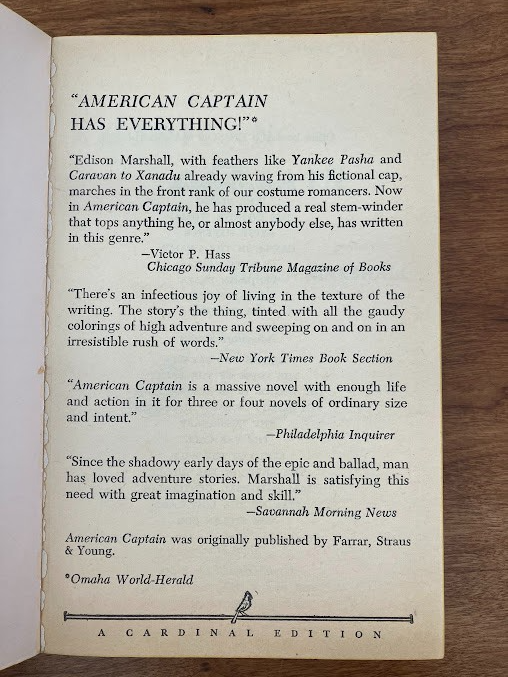 "AMERICAN CAPTAIN
HAS EVERYTHING!"*
"Edison Marshall, with feathers like Yankee Pasha and
Caravan to Xanadu already waving from his fictional cap,
marches in the front rank of our costume romancers. Now
in American Captain, he has produced a real stem-winder
that tops anything he, or almost anybody else, has written
in this genre."
—Victor P. Hass
Chicago Sunday Tribune Magazine of Books
"There's an infectious joy of living in the texture of the
writing. The story's the thing, tinted with all the gaudy
colorings of high adventure and sweeping on and on in an
irresistible rush of words."
—New York Times Book Section
"American Captain is a massive novel with enough life
and action in it for three or four novels of ordinary size
and intent."
—Philadelphia Inquirer
"Since the shadowy early days of the epic and ballad, man
has loved adventure stories. Marshall is satisfying this
need with great imagination and skill."
—Savannah Morning News
American Captain was originally published by Farrar, Straus
& Young.
*Omaha World-Herald
A CARDINAL EDITION